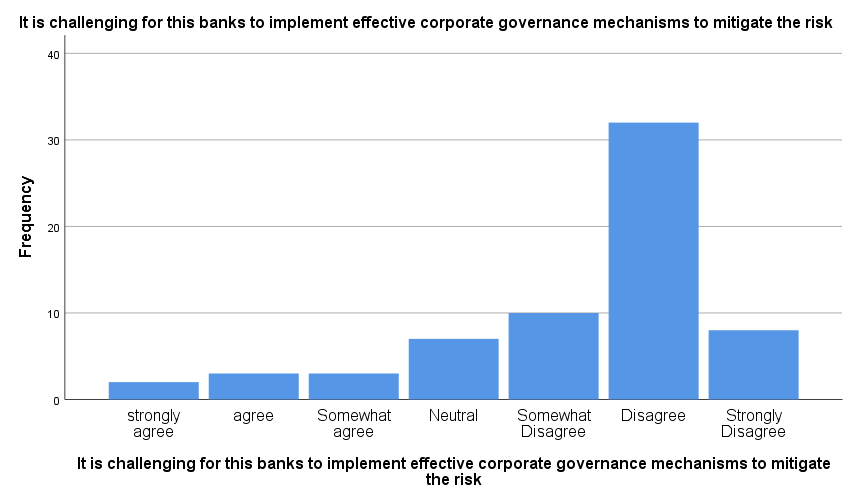 It is challenging for this banks to implement effective corporate governance mechanisms to mitigate the risk
40
30
20
10
0
Frequency
strongly
agree
agree
Somewhat
agree
Neutral
Somewhat
Disagree
Disagree
Strongly
Disagree
It is challenging for this banks to implement effective corporate governance mechanisms to mitigate
the risk